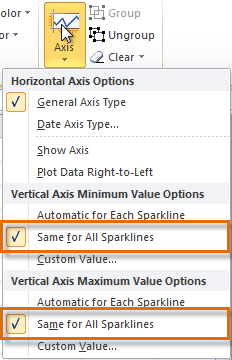 olor
Group
Color
Axis
Ungroup
Clear
Horizontal Axis Options
General Axis Type
Date Axis Type...
Show Axis
Plot Data Right-to-Left
Vertical Axis Minimum Value Options
Automatic for Each Sparkline
Same for All Sparklines
Custom Value...
Vertical Axis Maximum Value Options
Automatic for Each Sparkline
Same for All Sparklines
Custom Value...